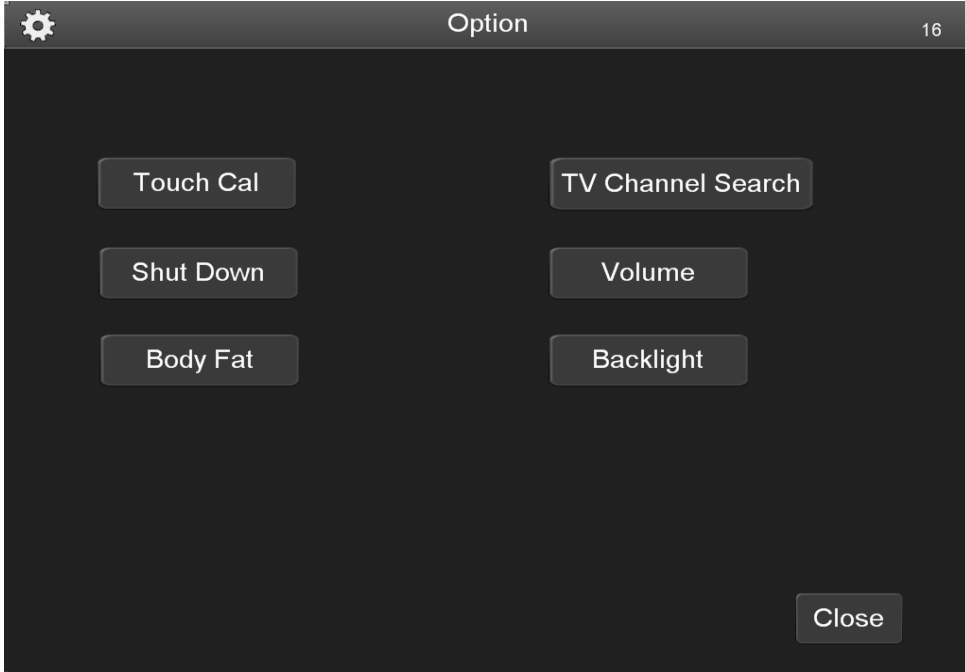 Option
16
Touch Cal
TV Channel Search
Shut Down
Volume
Body Fat
Backlight
Close